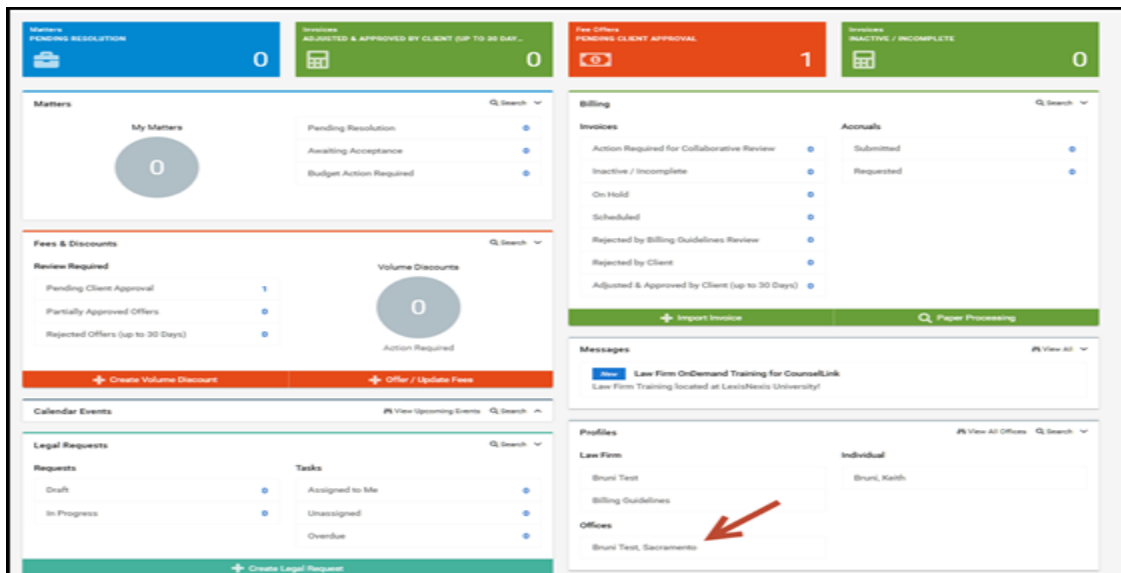 Matters
PENDING RESOLUTION
0
Invoices
ADJUSTED & APPROVED BY CLIENT (UP TO 30 DAY...
0
Fee Offers
PENDING CLIENT APPROVAL
1
Invoices
INACTIVE / INCOMPLETE
0
Matters
Search
My Matters
0
Pending Resolution 0
Awaiting Acceptance 0
Budget Action Required 0
Fees & Discounts
Search
Review Required
Pending Client Approval 1
Partially Approved Offers 0
Rejected Offers (up to 30 Days) 0
Volume Discounts
0
Action Required
Create Volume Discount
Offer / Update Fees
Calendar Events
View Upcoming Events Search
Legal Requests
Search
Requests
Draft 0
In Progress 0
Tasks
Assigned to Me 0
Unassigned 0
Overdue 0
Create Legal Request
Billing
Search
Invoices
Action Required for Collaborative Review 0
Inactive / Incomplete 0
On Hold 0
Scheduled 0
Rejected by Billing Guidelines Review 0
Rejected by Client 0
Adjusted & Approved by Client (up to 30 Days) 0
Accruals
Submitted 0
Requested 0
Import Invoice
Paper Processing
Messages
View All
New Law Firm OnDemand Training for CounselLink
Law Firm Training located at LexisNexis University!
Profiles
View All Offices Search
Law Firm
Bruni Test
Billing Guidelines
Offices
Bruni Test, Sacramento
Individual
Bruni, Keith